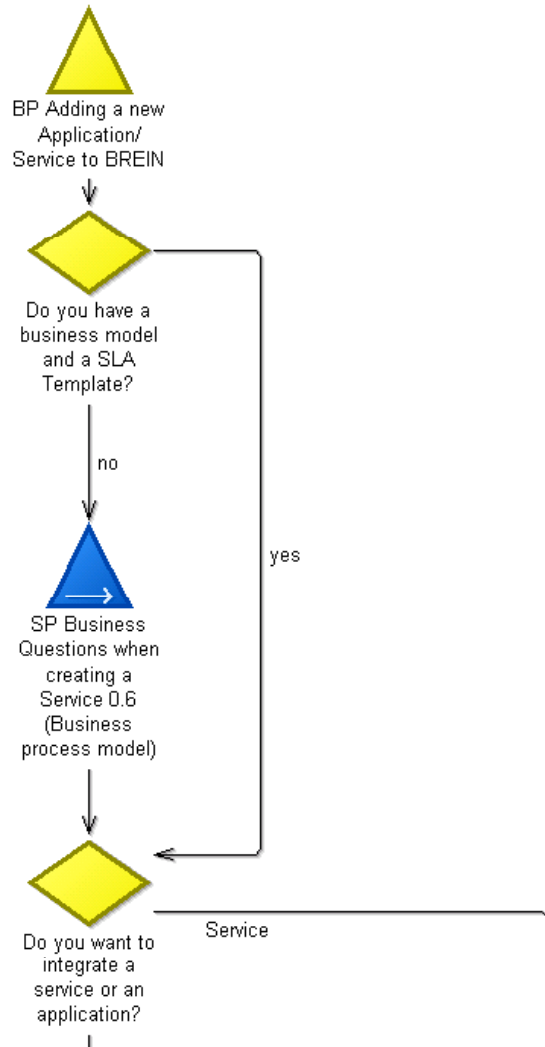 BP Adding a new
Application/
Service to BREIN
Do you have a
business model
and a SLA
Template?
no
yes
SP Business
Questions when
creating a
Service 0.6
(Business
process model)
Service
Do you want to
integrate a
service or an
application?